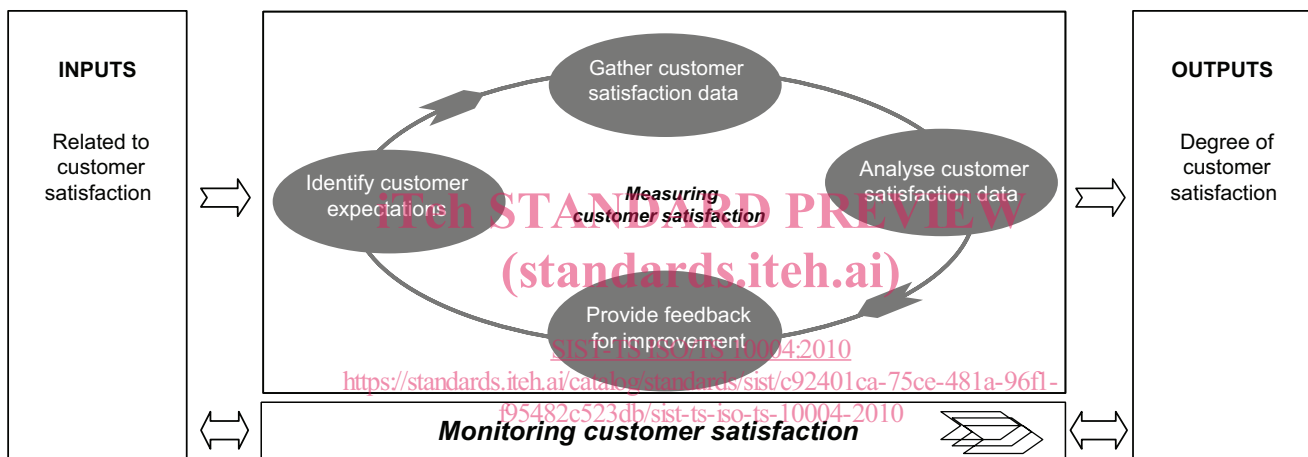 INPUTS
Related to
customer
satisfaction
Gather customer
satisfaction data
Identify customer
expectations
Measuring
customer satisfaction
Analyse customer
satisfaction data
Provide feedback
for improvement
iTeh STANDARD PREVIEW
(standards.iteh.ai)
SIST-TS ISO/TS 10004:2010
https://standards.iteh.ai/catalog/standards/sist/c92401ca-75ce-481a-96f1-
f95482c523db/sist-ts-iso-ts-10004-2010
Monitoring customer satisfaction
OUTPUTS
Degree of
customer
satisfaction